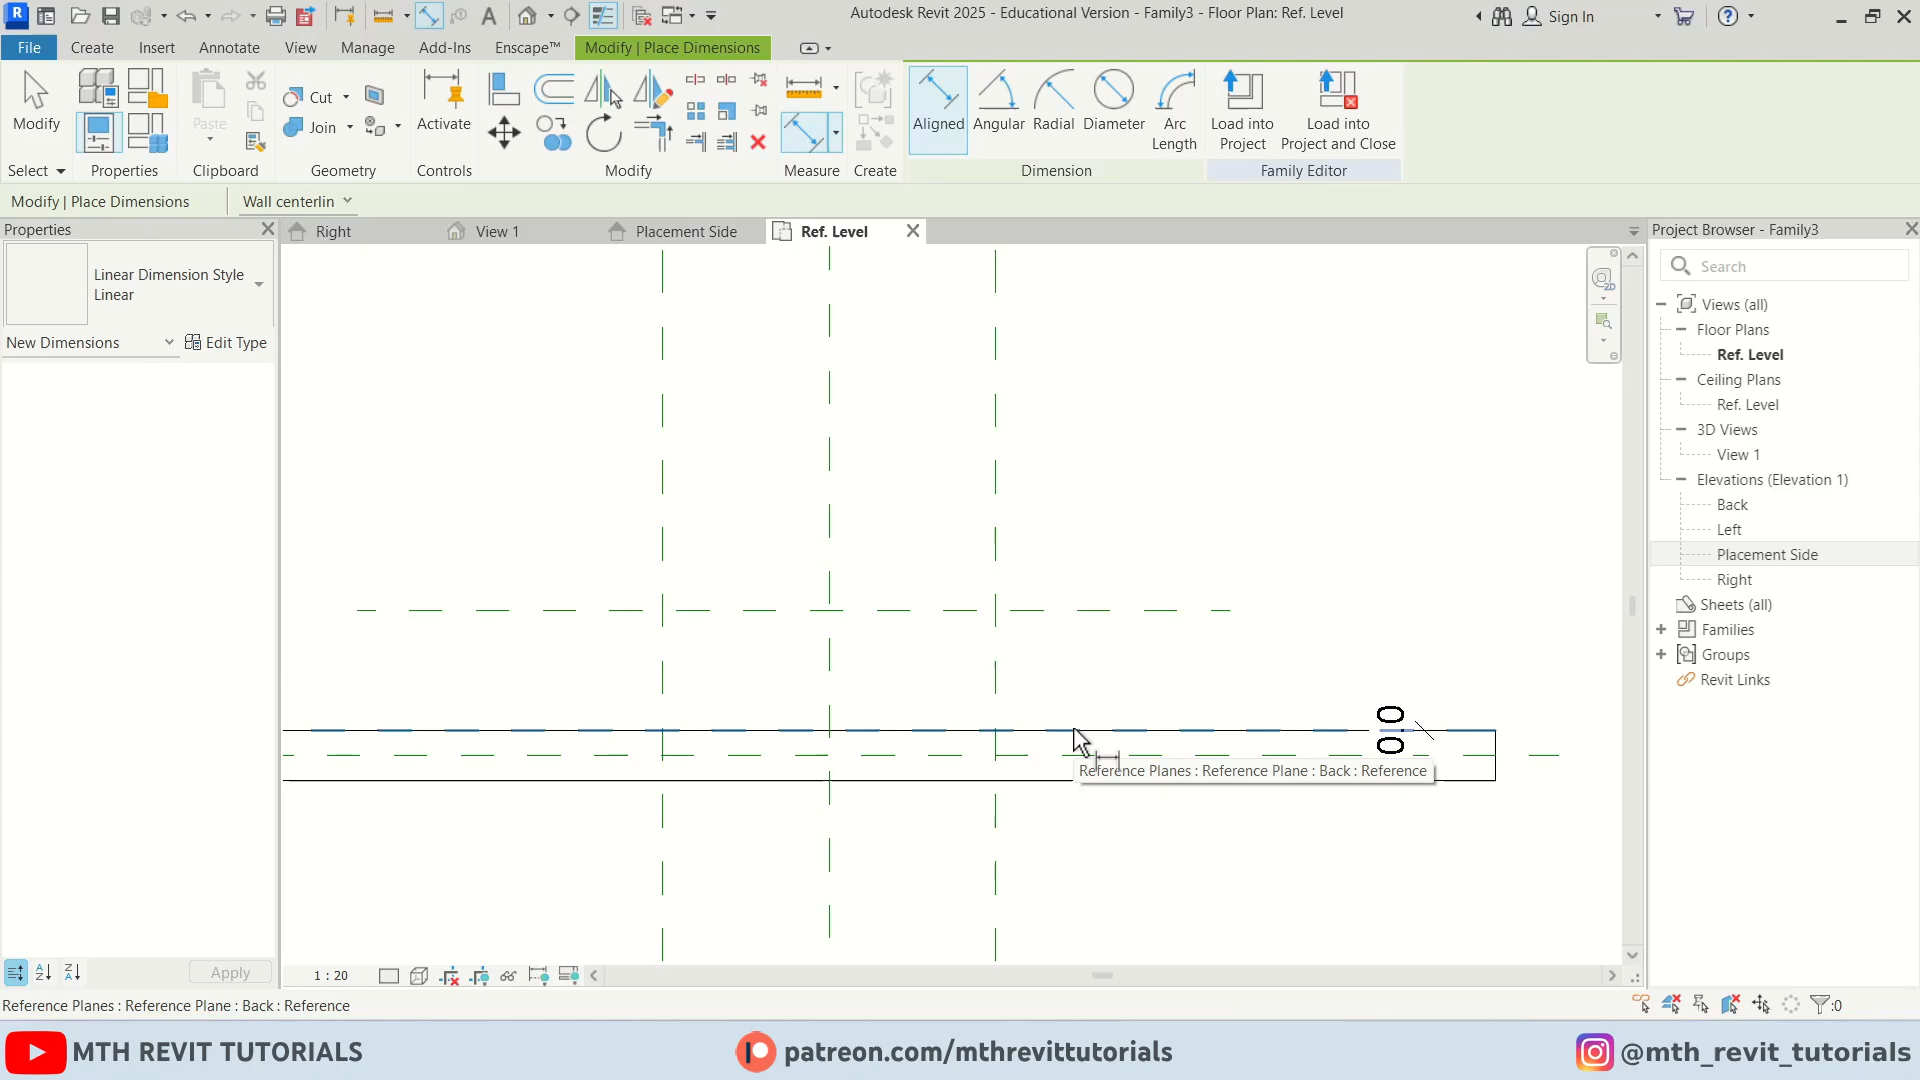 Autodesk Revit 2025 - Educational Version - Family3 - Floor Plan: Ref. Level
Sign In
File
Create
Insert
Annotate
View
Manage
Add-Ins
Enscape™
Modify | Place Dimensions
Modify
Paste
Cut
Join
Activate
Aligned
Angular
Radial
Diameter
Arc
Length
Load into
Project
Load into
Project and Close
Select
Properties
Clipboard
Geometry
Controls
Modify
Measure
Create
Dimension
Family Editor
Modify | Place Dimensions
Wall centerlin
Properties
Right
View 1
Placement Side
Ref. Level
Project Browser - Family3
Linear Dimension Style
Linear
New Dimensions
Edit Type
Search
Views (all)
Floor Plans
Ref. Level
Ceiling Plans
Ref. Level
3D Views
View 1
Elevations (Elevation 1)
Back
Left
Placement Side
Right
Sheets (all)
Families
Groups
Revit Links
00
Reference Planes : Reference Plane : Back : Reference
Apply
1 : 20
Reference Planes : Reference Plane : Back : Reference
:0
MTH REVIT TUTORIALS
patreon.com/mthrevittutorials
@mth_revit_tutorials